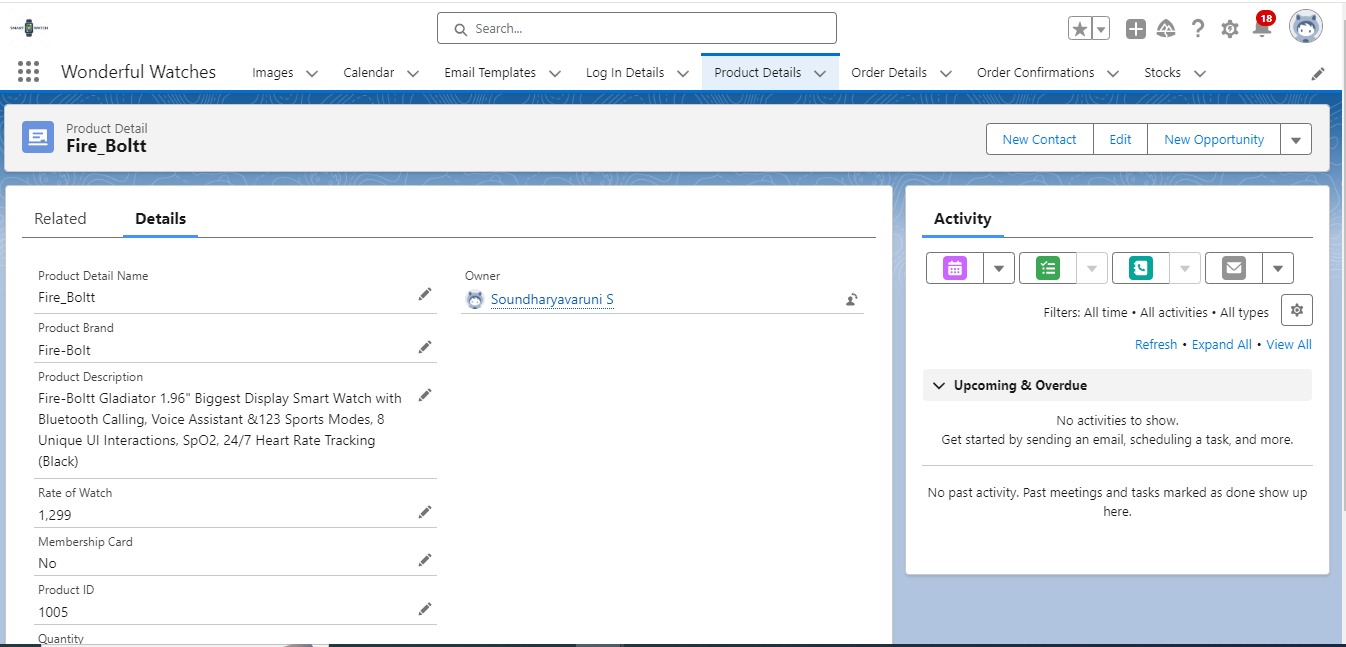 SMART WATCH
Search...
18
Wonderful Watches
Images
Calendar
Email Templates
Log In Details
Product Details
Order Details
Order Confirmations
Stocks
Product Detail
Fire_Boltt
New Contact
Edit
New Opportunity
Related
Details
Product Detail Name
Fire_Boltt
Product Brand
Fire-Bolt
Product Description
Fire-Boltt Gladiator 1.96" Biggest Display Smart Watch with
Bluetooth Calling, Voice Assistant &123 Sports Modes, 8
Unique UI Interactions, SpO2, 24/7 Heart Rate Tracking
(Black)
Rate of Watch
1,299
Membership Card
No
Product ID
1005
Quantity
Owner
Soundharyavaruni S
Activity
Filters: All time • All activities • All types
Refresh • Expand All • View All
Upcoming & Overdue
No activities to show.
Get started by sending an email, scheduling a task, and more.
No past activity. Past meetings and tasks marked as done show up
here.